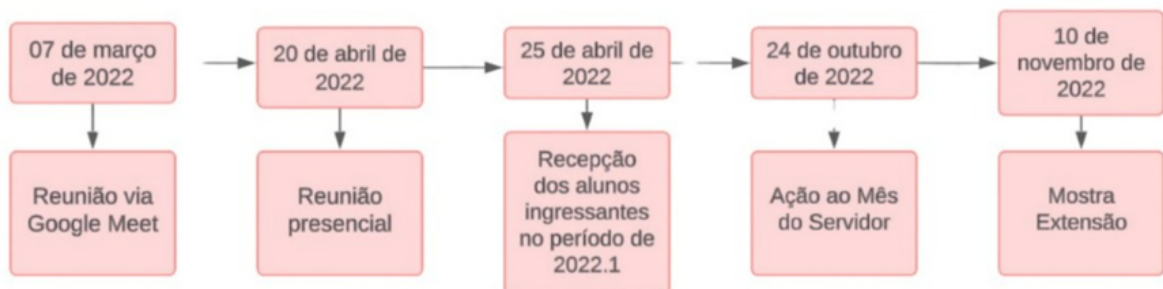 07 de março
de 2022
20 de abril de
2022
25 de abril de
2022
24 de outubro
de 2022
10 de
novembro de
2022
Reunião via
Google Meet
Reunião
presencial
Recepção
dos alunos
ingressantes
no período de
2022.1
Ação ao Mês
do Servidor
Mostra
Extensão